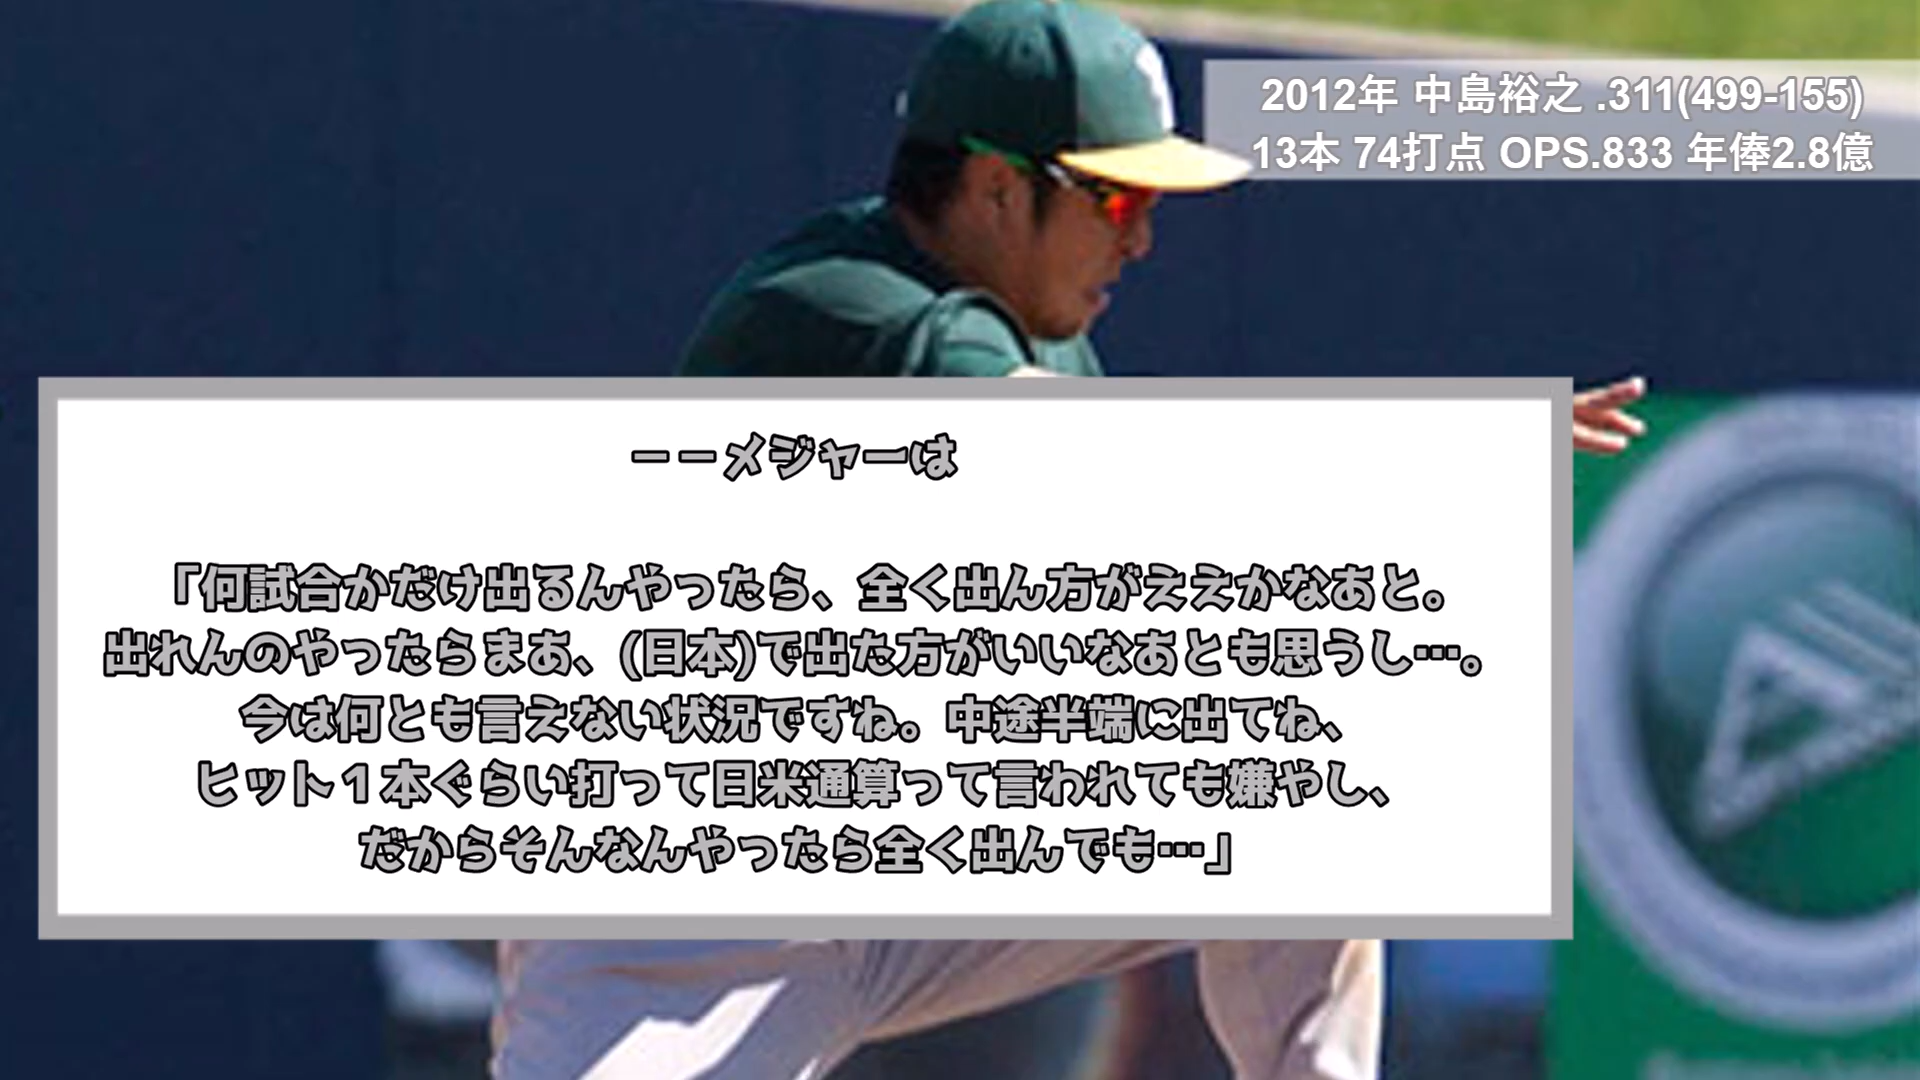 2012年 中島裕之 .311(499-155)
13本 74打点 OPS.833 年俸2.8億
ーーメジャーは
「何試合かだけ出るんやったら、全く出ん方がええかなあと。
出れんのやったらまあ、(日本)で出た方がいいなあとも思うし…。
今は何とも言えない状況ですね。中途半端に出てね、
ヒット１本ぐらい打って日米通算って言われても嫌やし、
だからそんなんやったら全く出んでも…」